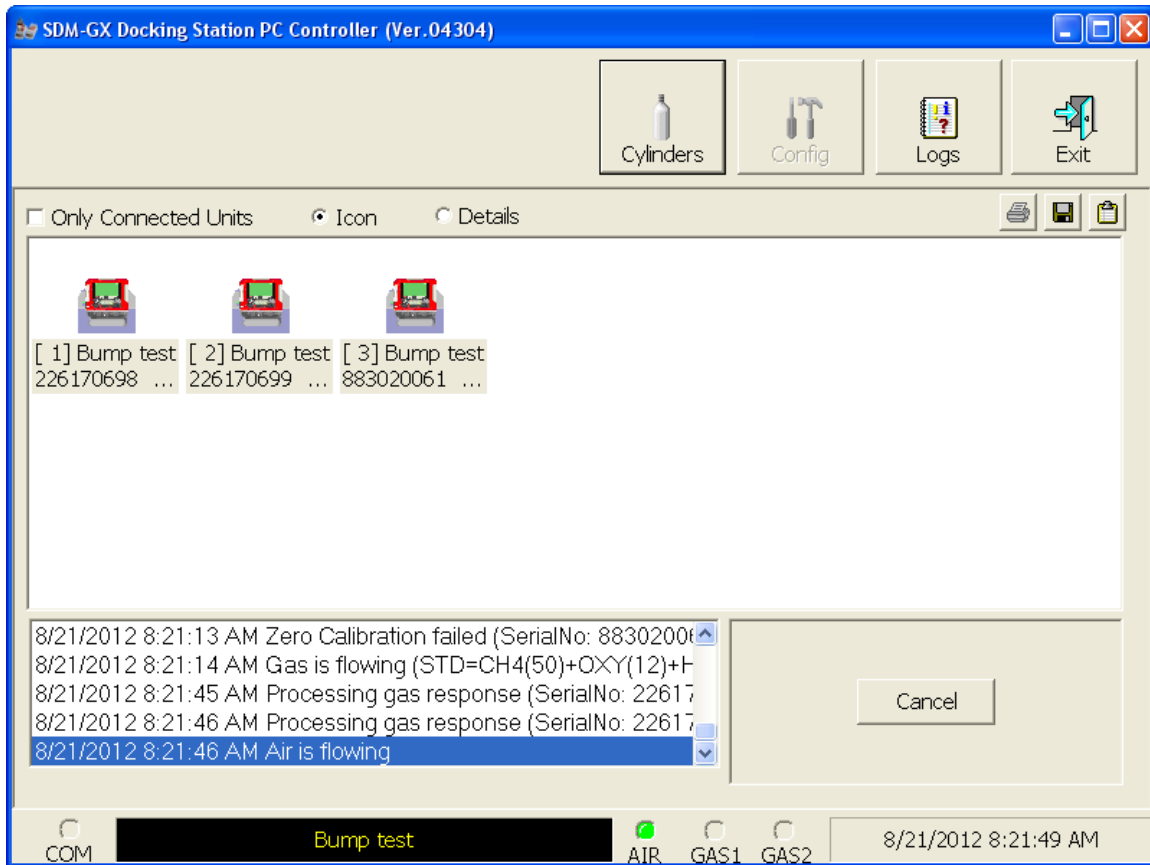 SDM-GX Docking Station PC Controller (Ver.04304)
Cylinders
Config
Logs
Exit
Only Connected Units
Icon
Details
[ 1] Bump test
226170698 ...
[ 2] Bump test
226170699 ...
[ 3] Bump test
883020061 ...
8/21/2012 8:21:13 AM Zero Calibration failed (SerialNo: 8830200
8/21/2012 8:21:14 AM Gas is flowing (STD=CH4(50)+OXY(12)+H
8/21/2012 8:21:45 AM Processing gas response (SerialNo: 22617
8/21/2012 8:21:46 AM Processing gas response (SerialNo: 22617
8/21/2012 8:21:46 AM Air is flowing
Cancel
COM
Bump test
AIR
GAS1
GAS2
8/21/2012 8:21:49 AM